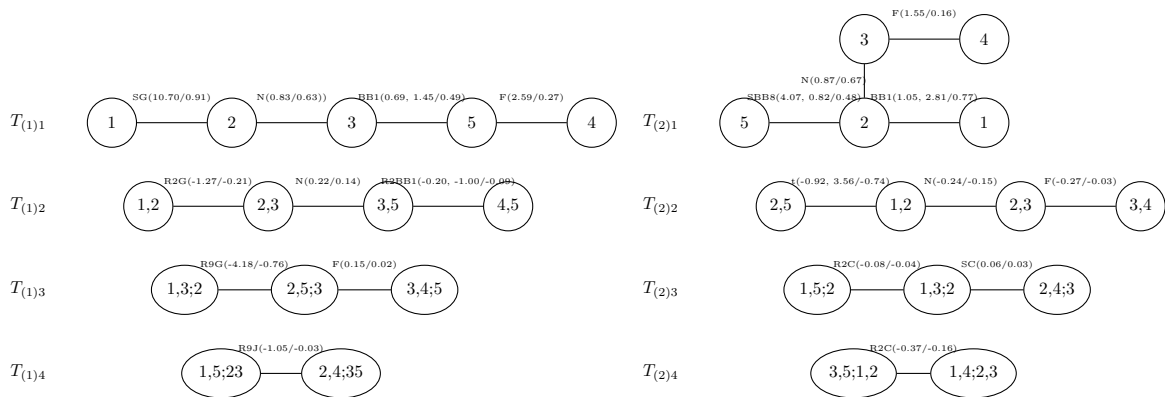 F(1.55/0.16)
3 4
N(0.87/0.67)
SG(10.70/0.91) N(0.83/0.63)) BB1(0.69, 1.45/0.49) F(2.59/0.27)
T(1)1 1 2 3 5 4
SBB8(4.07, 0.82/0.48) BB1(1.05, 2.81/0.77)
T(2)1 5 2 1
R2G(-1.27/-0.21) N(0.22/0.14) R2BB1(-0.20, -1.00/-0.09)
T(1)2 1,2 2,3 3,5 4,5
t(-0.92, 3.56/-0.74) N(-0.24/-0.15) F(-0.27/-0.03)
T(2)2 2,5 1,2 2,3 3,4
R9G(-4.18/-0.76) F(0.15/0.02)
T(1)3 1,3;2 2,5;3 3,4;5
R2C(-0.08/-0.04) SC(0.06/0.03)
T(2)3 1,5;2 1,3;2 2,4;3
R9J(-1.05/-0.03)
T(1)4 1,5;23 2,4;35
R2C(-0.37/-0.16)
T(2)4 3,5;1,2 1,4;2,3